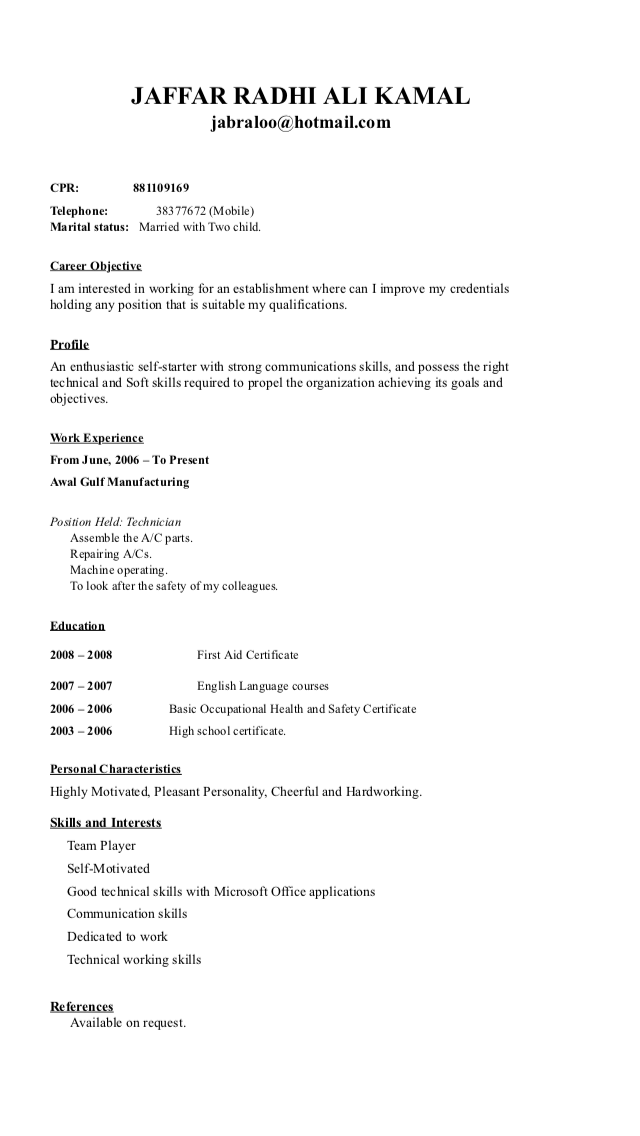 JAFFAR RADHI ALI KAMAL
jabraloo@hotmail.com
CPR: 881109169
Telephone: 38377672 (Mobile)
Marital status: Married with Two child.
Career Objective
I am interested in working for an establishment where can I improve my credentials
holding any position that is suitable my qualifications.
Profile
An enthusiastic self-starter with strong communications skills, and possess the right
technical and Soft skills required to propel the organization achieving its goals and
objectives.
Work Experience
From June, 2006 – To Present
Awal Gulf Manufacturing
Position Held: Technician
Assemble the A/C parts.
Repairing A/Cs.
Machine operating.
To look after the safety of my colleagues.
Education
2008 – 2008 First Aid Certificate
2007 – 2007 English Language courses
2006 – 2006 Basic Occupational Health and Safety Certificate
2003 – 2006 High school certificate.
Personal Characteristics
Highly Motivated, Pleasant Personality, Cheerful and Hardworking.
Skills and Interests
Team Player
Self-Motivated
Good technical skills with Microsoft Office applications
Communication skills
Dedicated to work
Technical working skills
References
Available on request.